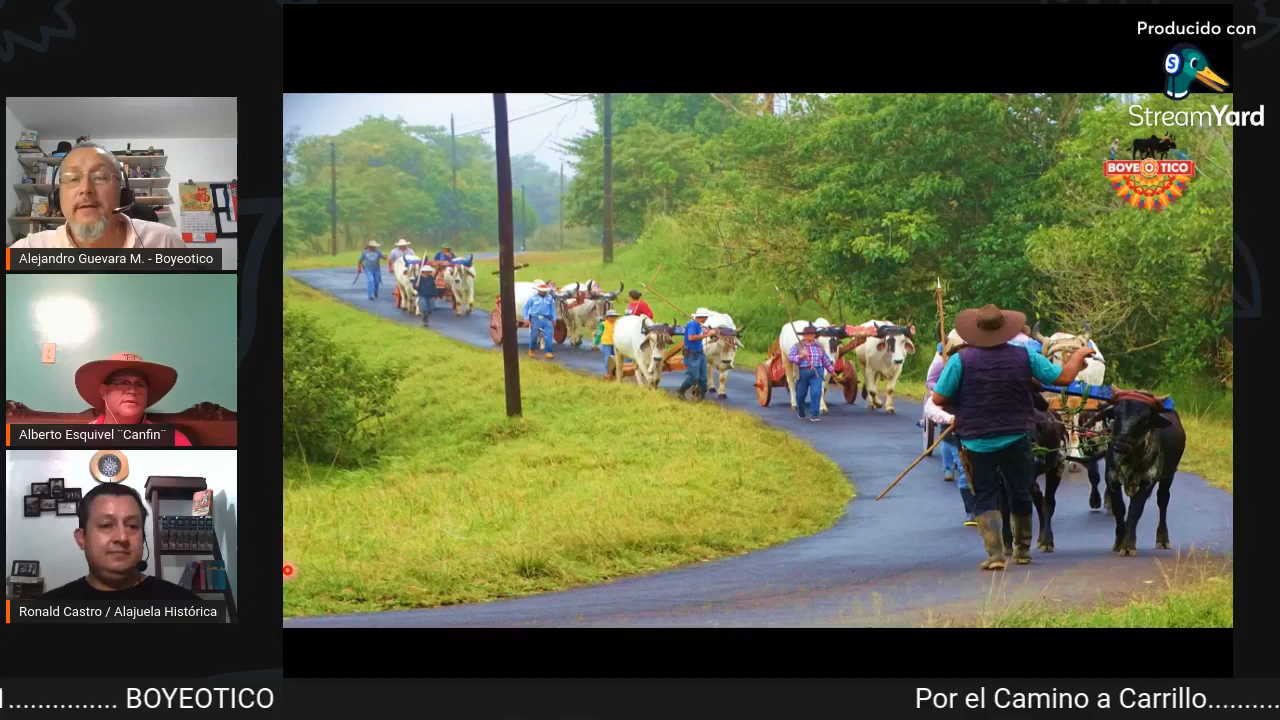 Producido con
StreamYard
BOYEOTICO
Alejandro Guevara M. - Boyeotico
Alberto Esquivel ¨Canfin¨
Ronald Castro / Alajuela Histórica
............... BOYEOTICO
Por el Camino a Carrillo..........